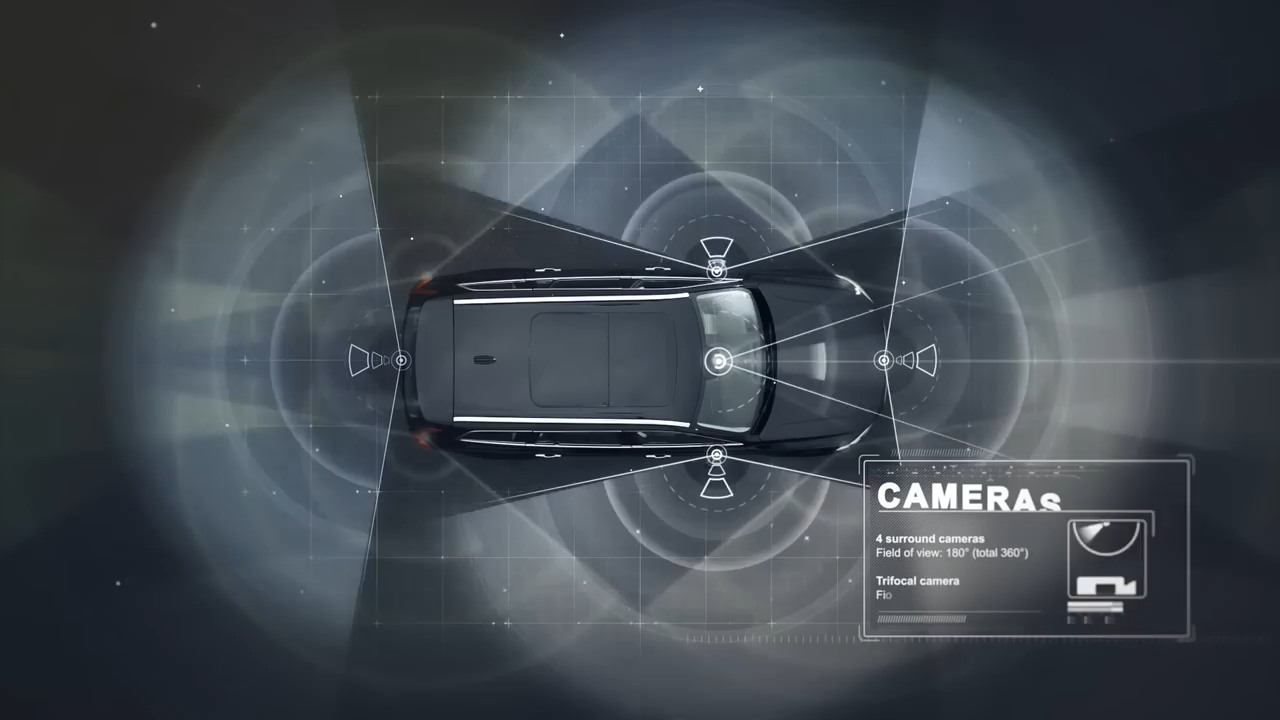 CAMERAS
4 surround cameras
Field of view: 180° (total 360°)
Trifocal camera
Fio